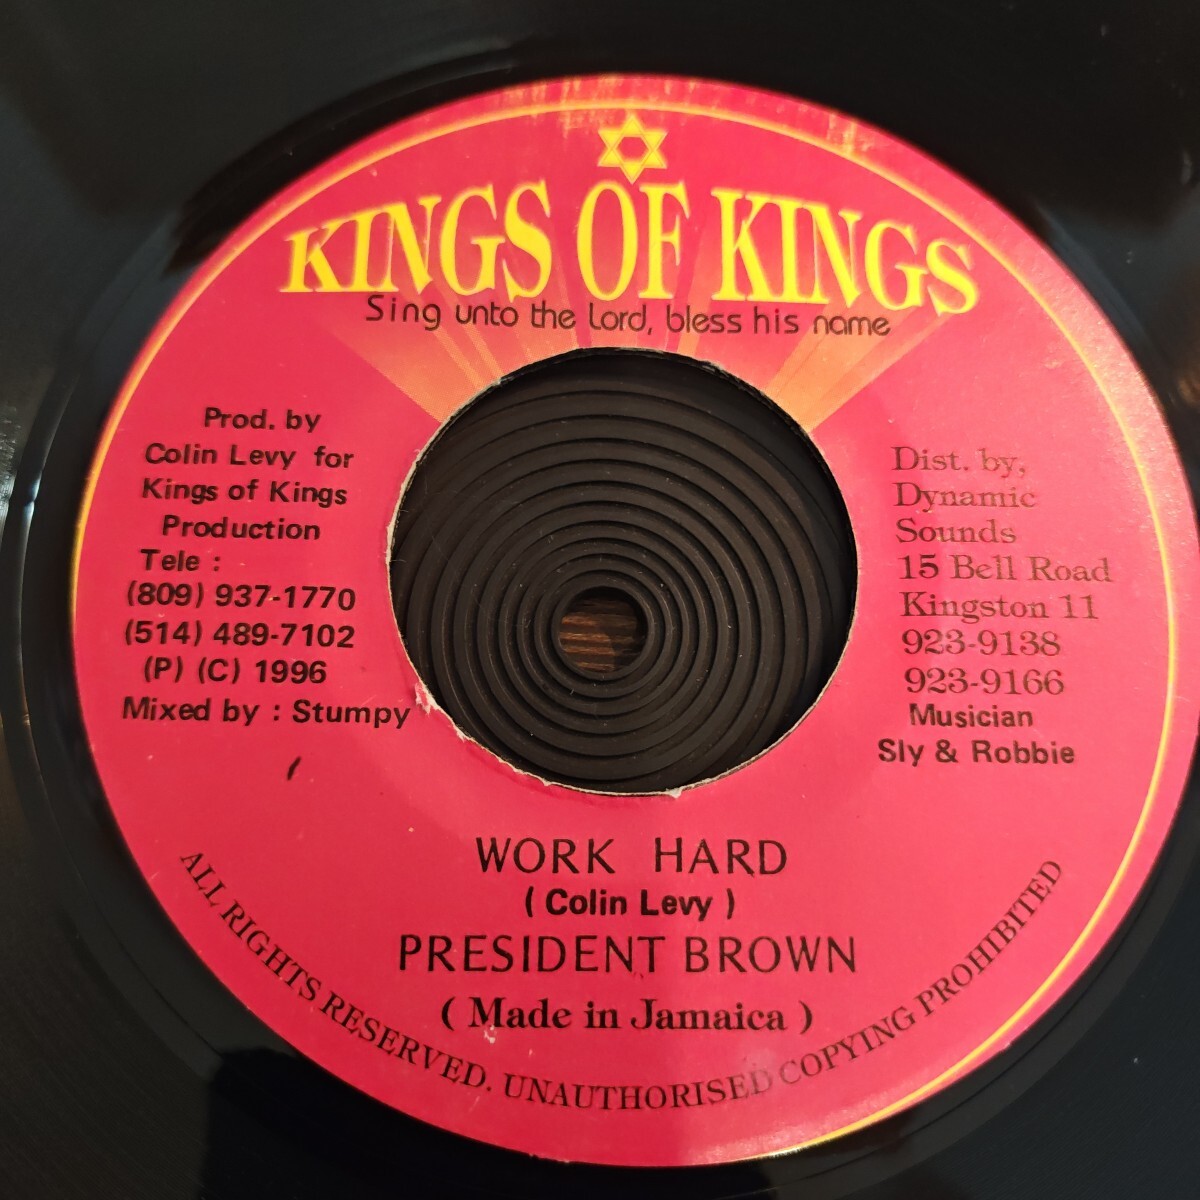 KINGS OF KINGS
Sing unto the Lord, bless his name
Prod. by
Colin Levy for
Kings of Kings
Production
Tele :
(809) 937-1770
(514) 489-7102
(P) (C) 1996
Mixed by : Stumpy
Dist. by,
Dynamic
Sounds
15 Bell Road
Kingston 11
923-9138
923-9166
Musician
Sly & Robbie
WORK HARD
( Colin Levy )
PRESIDENT BROWN
( Made in Jamaica )
ALL RIGHTS RESERVED. UNAUTHORISED COPYING PROHIBITED